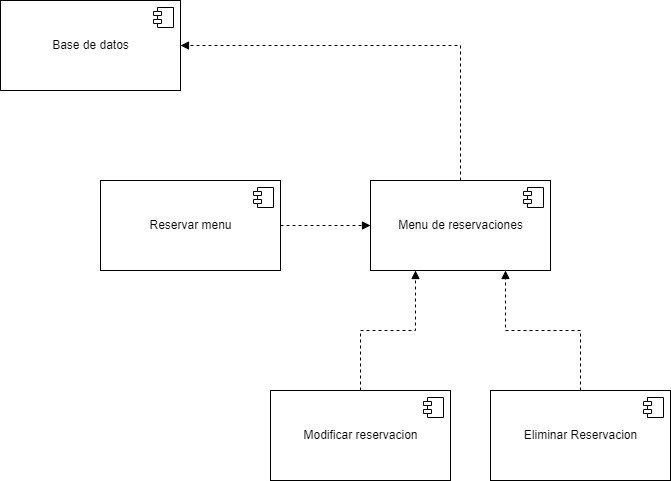 Base de datos
Reservar menu
Menu de reservaciones
Modificar reservacion
Eliminar Reservacion